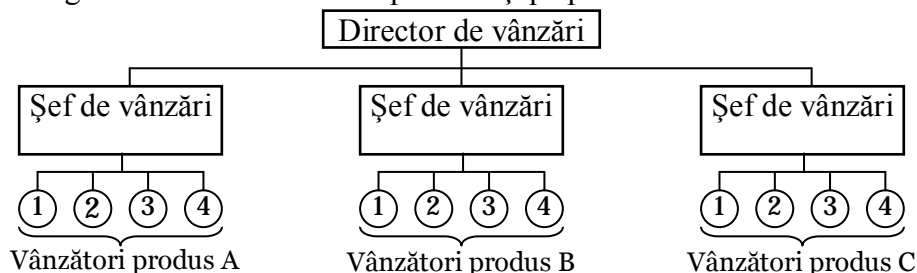 Director de vânzări
Şef de vânzări Şef de vânzări Şef de vânzări
1 2 3 4 1 2 3 4 1 2 3 4
Vânzători produs A Vânzători produs B Vânzători produs C